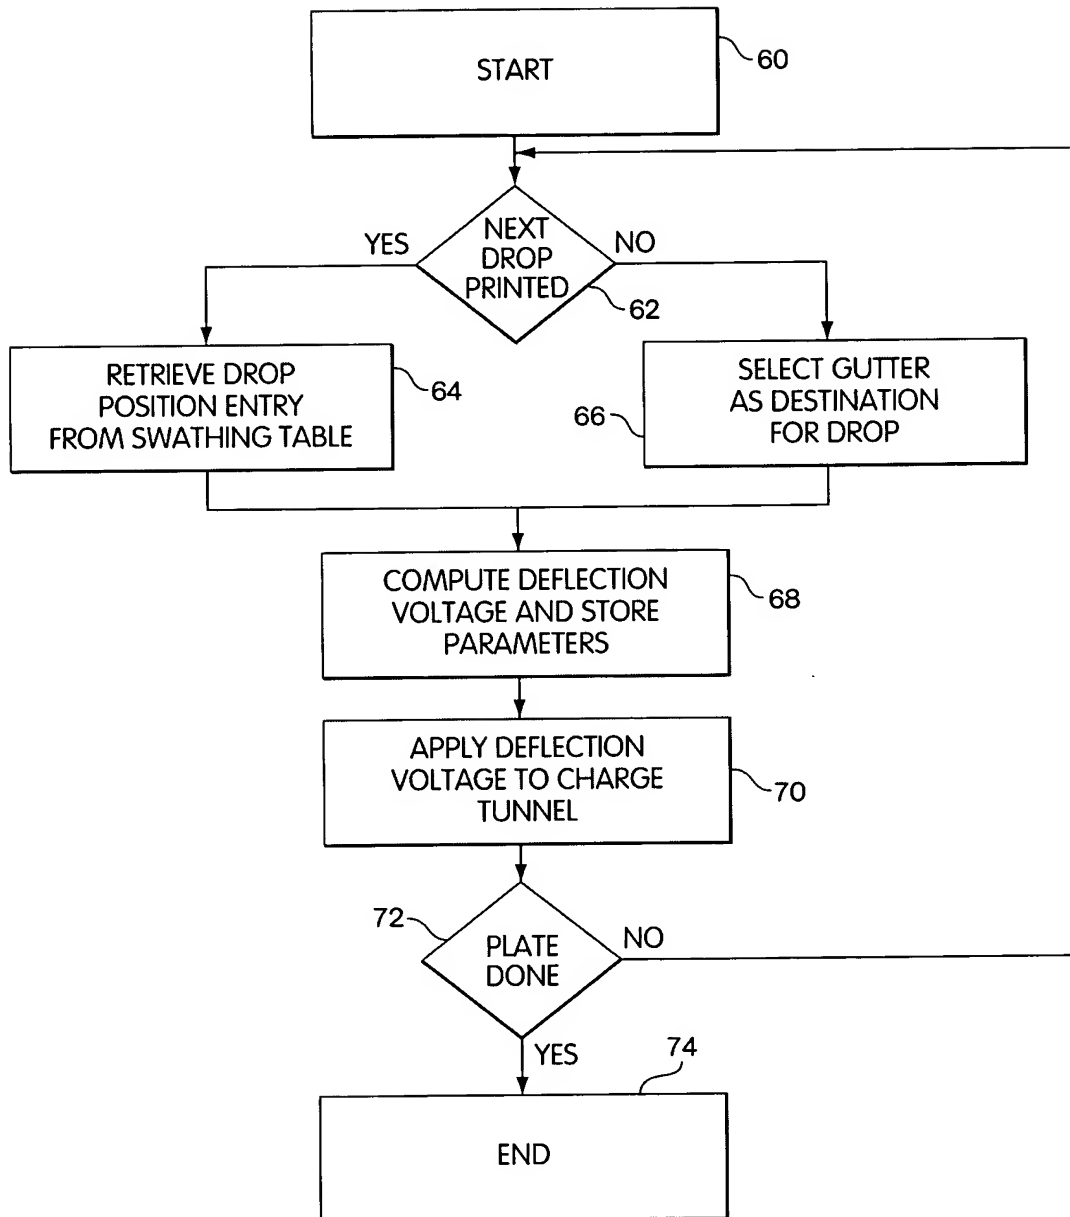 START
60
NEXT
DROP
PRINTED
YES
NO
62
RETRIEVE DROP
POSITION ENTRY
FROM SWATHING TABLE
64
SELECT GUTTER
AS DESTINATION
FOR DROP
66
COMPUTE DEFLECTION
VOLTAGE AND STORE
PARAMETERS
68
APPLY DEFLECTION
VOLTAGE TO CHARGE
TUNNEL
70
72
PLATE
DONE
NO
YES
74
END